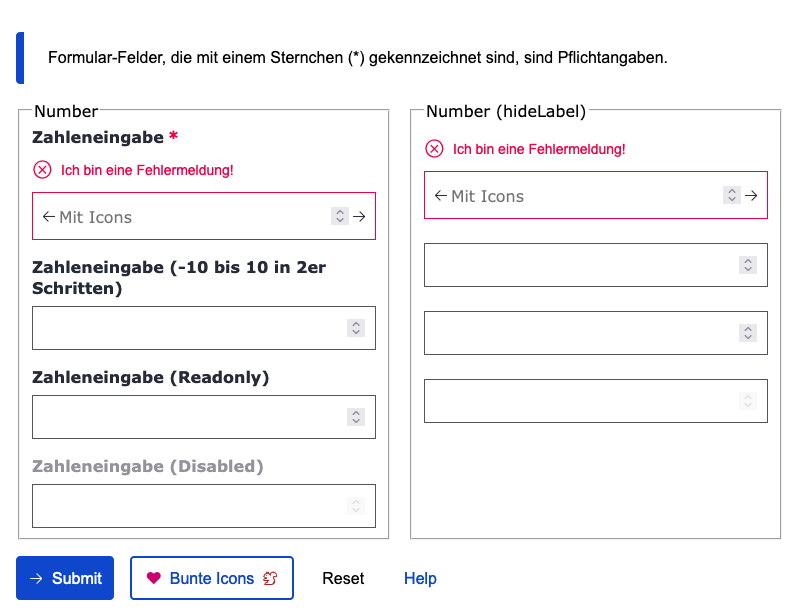 Formular-Felder, die mit einem Sternchen (*) gekennzeichnet sind, sind Pflichtangaben.
Number
Zahleneingabe *
Ich bin eine Fehlermeldung!
Mit Icons
Zahleneingabe (-10 bis 10 in 2er
Schritten)
Zahleneingabe (Readonly)
Zahleneingabe (Disabled)
Number (hideLabel)
Ich bin eine Fehlermeldung!
Mit Icons
Submit
Bunte Icons
Reset
Help